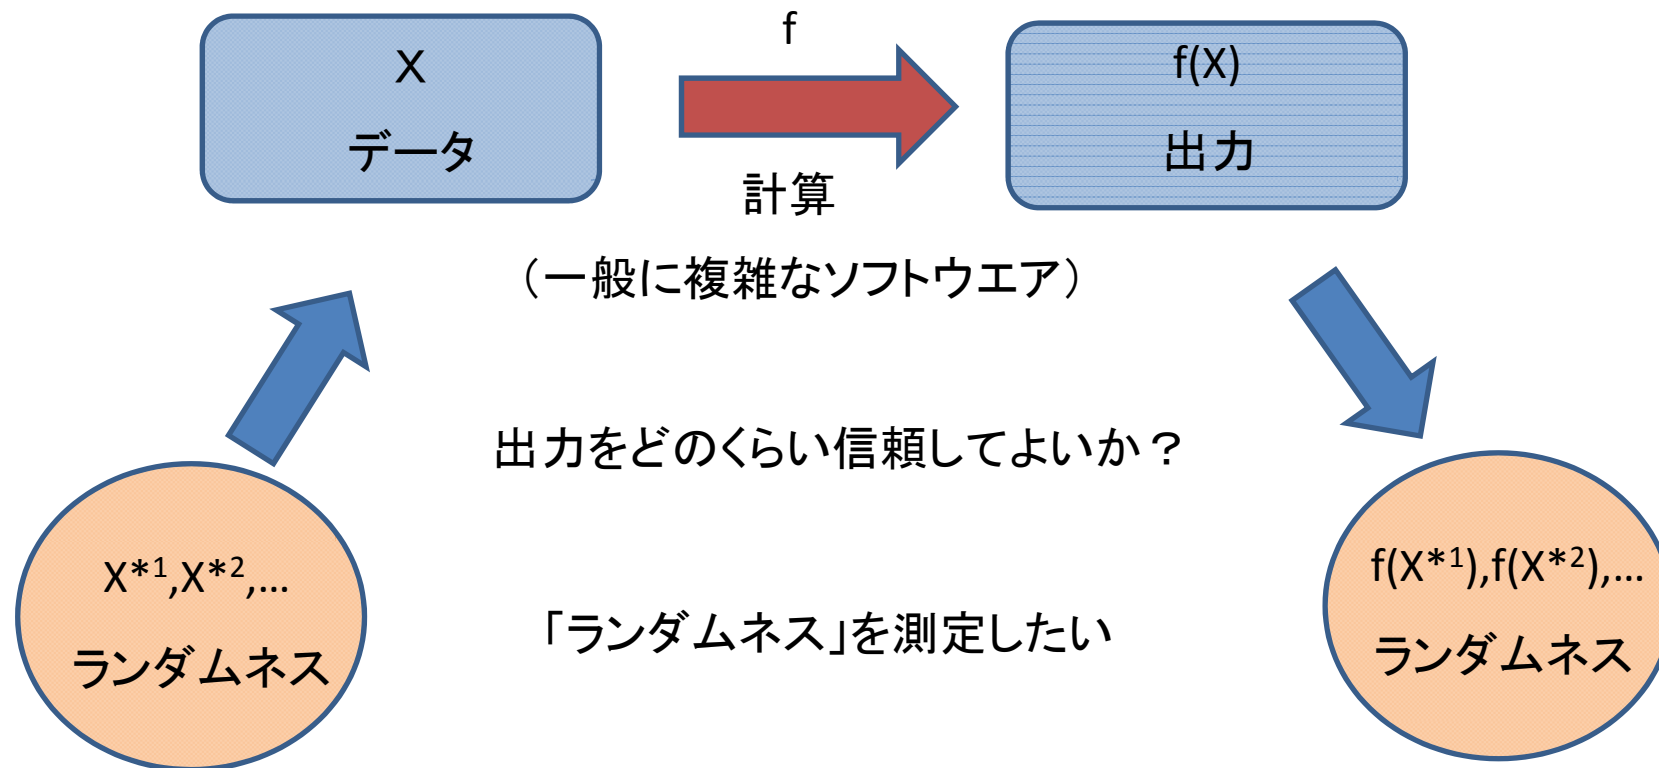 X
データ
f
計算
f(X)
出力
（一般に複雑なソフトウエア）
出力をどのくらい信頼してよいか？
「ランダムネス」を測定したい
X*1,X*2,…
ランダムネス
f(X*1),f(X*2),…
ランダムネス